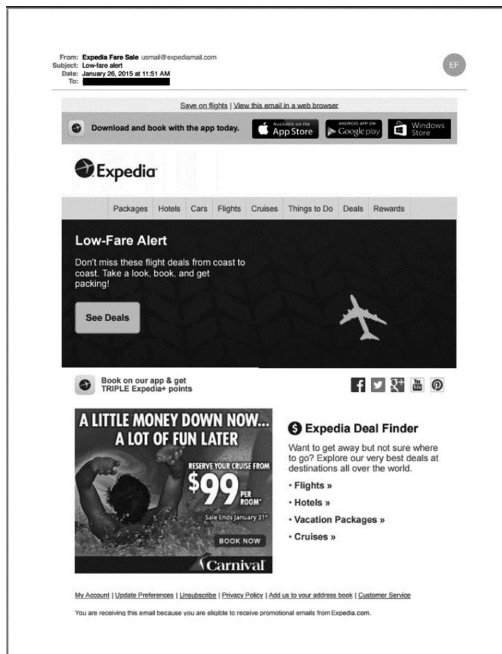 From: Expedia Fare Sale usmail@expediamail.com
Subject: Low-fare alert
Date: January 26, 2015 at 11:51 AM
To:
EF
Save on flights | View this email in a web browser
Download and book with the app today.
Available on the
App Store
ANDROID APP ON
Google play
Windows
Store
Expedia
Packages Hotels Cars Flights Cruises Things to Do Deals Rewards
Low-Fare Alert
Don't miss these flight deals from coast to
coast. Take a look, book, and get
packing!
See Deals
Book on our app & get
TRIPLE Expedia+ points
A LITTLE MONEY DOWN NOW...
A LOT OF FUN LATER
RESERVE YOUR CRUISE FROM
$99 PER
ROOM*
Sale Ends January 31st
BOOK NOW
Carnival
Expedia Deal Finder
Want to get away but not sure where
to go? Explore our very best deals at
destinations all over the world.
• Flights »
• Hotels »
• Vacation Packages »
• Cruises »
My Account | Update Preferences | Unsubscribe | Privacy Policy | Add us to your address book | Customer Service
You are receiving this email because you are eligible to receive promotional emails from Expedia.com.